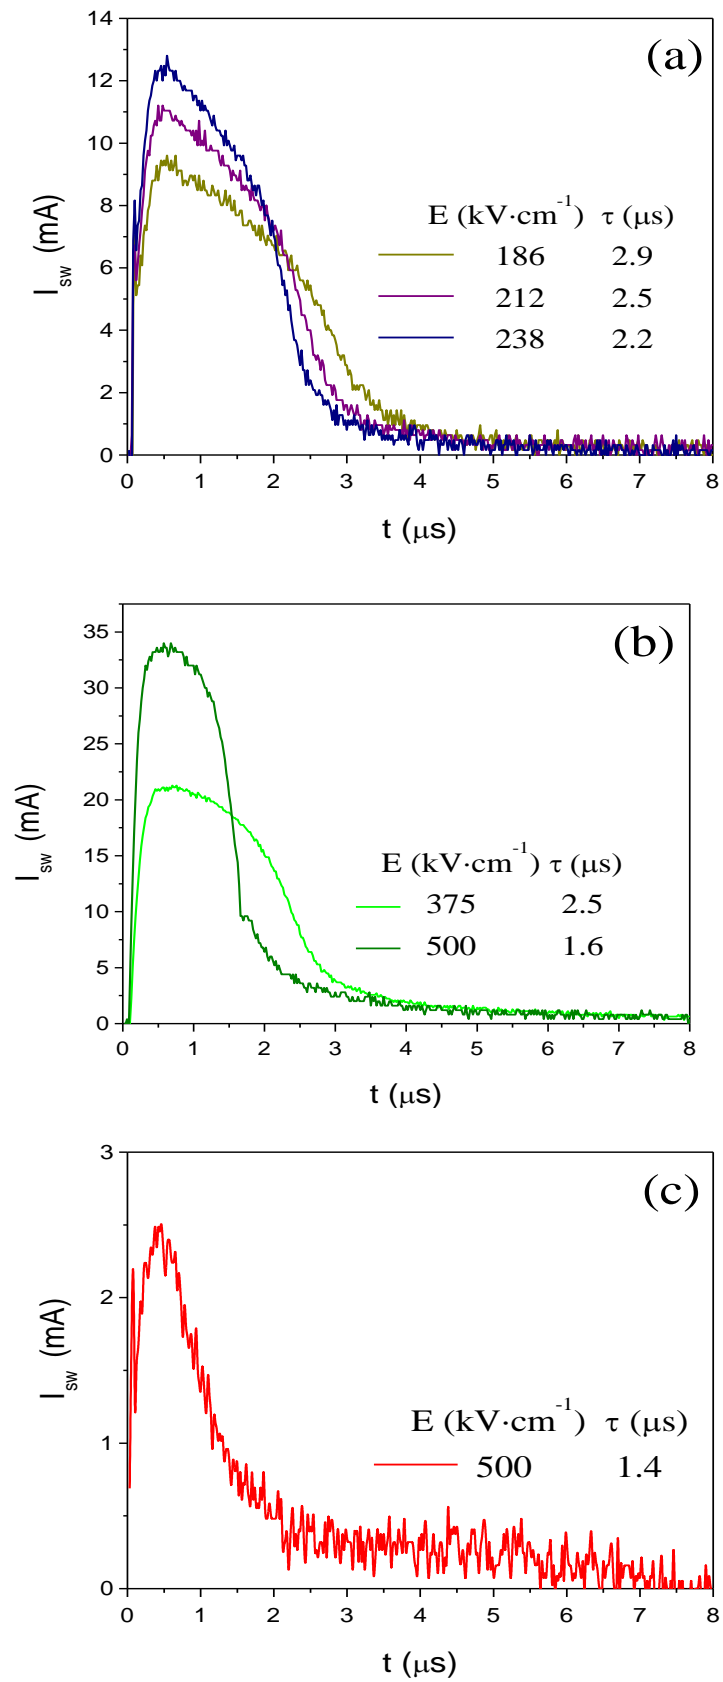 14
12
10
8
6
4
2
0
I_sw (mA)
(a)
E (kV·cm⁻¹) τ (μs)
186 2.9
212 2.5
238 2.2
0 1 2 3 4 5 6 7 8
t (μs)
35
30
25
20
15
10
5
0
I_sw (mA)
(b)
E (kV·cm⁻¹) τ (μs)
375 2.5
500 1.6
0 1 2 3 4 5 6 7 8
t (μs)
3
2
1
0
I_sw (mA)
(c)
E (kV·cm⁻¹) τ (μs)
500 1.4
0 1 2 3 4 5 6 7 8
t (μs)